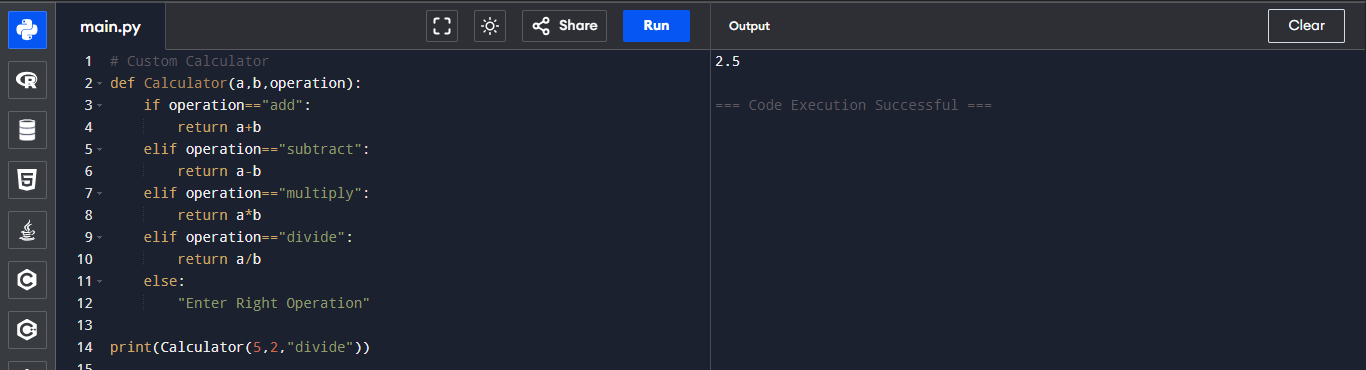 main.py
Share
Run
Output
Clear
1 # Custom Calculator
2 def Calculator(a,b,operation):
3     if operation=="add":
4         return a+b
5     elif operation=="subtract":
6         return a-b
7     elif operation=="multiply":
8         return a*b
9     elif operation=="divide":
10         return a/b
11     else:
12         "Enter Right Operation"
13
14 print(Calculator(5,2,"divide"))
15
2.5
=== Code Execution Successful ===